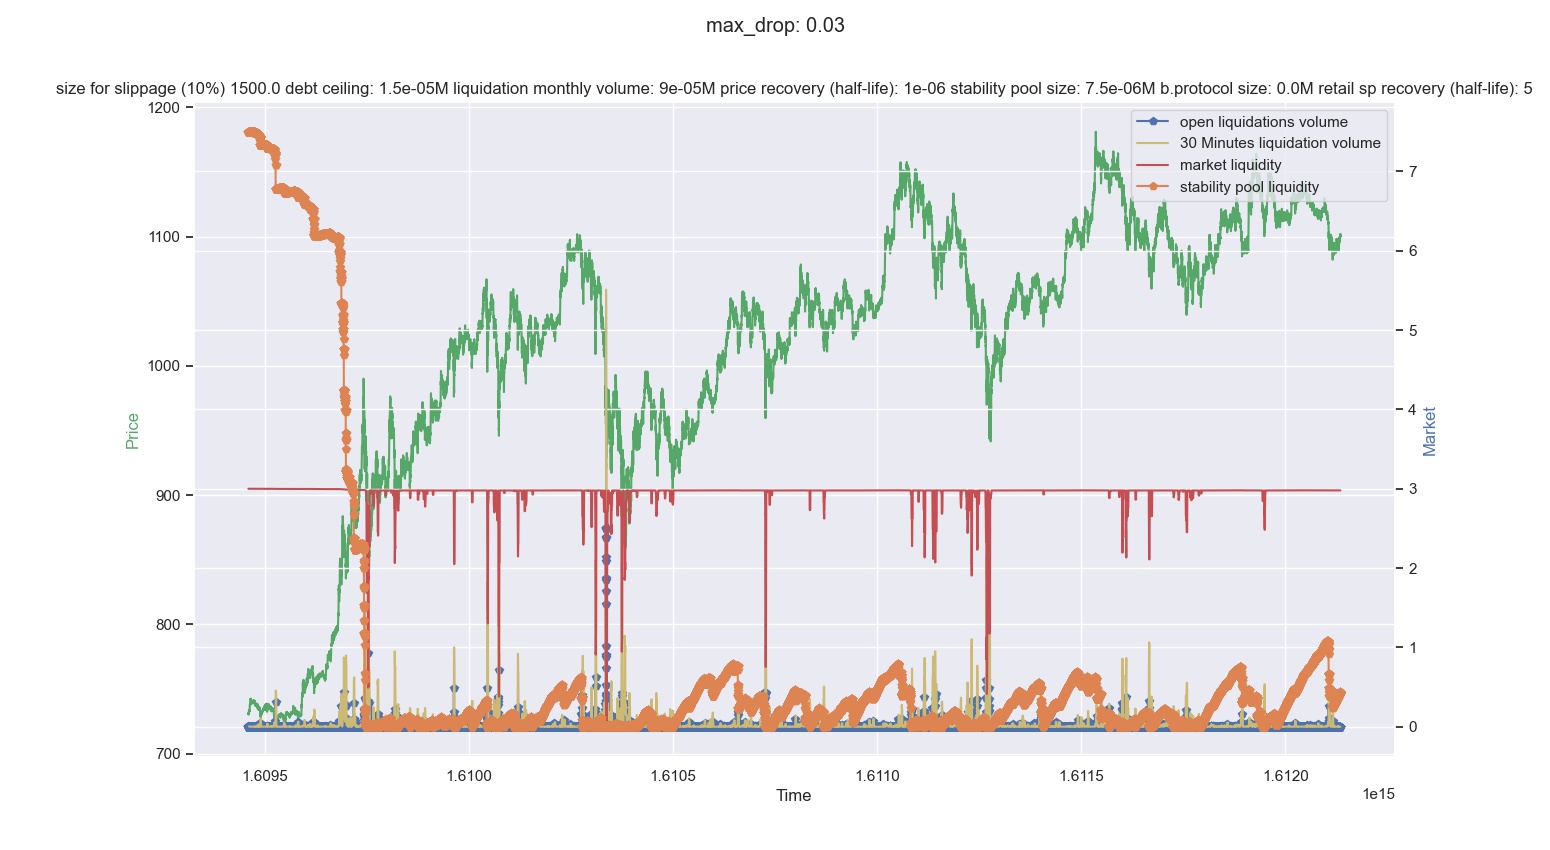 max_drop: 0.03
size for slippage (10%) 1500.0 debt ceiling: 1.5e-05M liquidation monthly volume: 9e-05M price recovery (half-life): 1e-06 stability pool size: 7.5e-06M b.protocol size: 0.0M retail sp recovery (half-life): 5
1200
1100
1000
900
800
700
Price
open liquidations volume
30 Minutes liquidation volume
market liquidity
stability pool liquidity
7
6
5
4
3
2
1
0
Market
1.6095
1.6100
1.6105
1.6110
1.6115
1.6120
1e15
Time